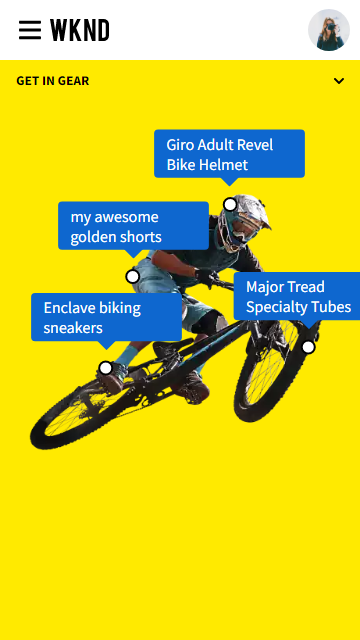 WKND
GET IN GEAR
Giro Adult Revel
Bike Helmet
my awesome
golden shorts
Major Tread
Specialty Tubes
Enclave biking
sneakers